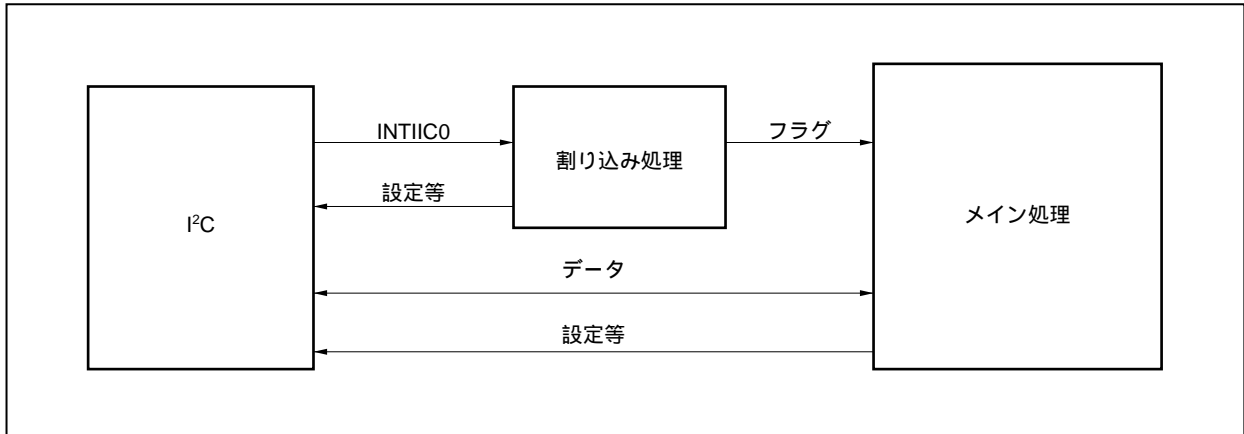 INTIIC0
フラグ
割り込み処理
設定等
I²C
メイン処理
データ
設定等